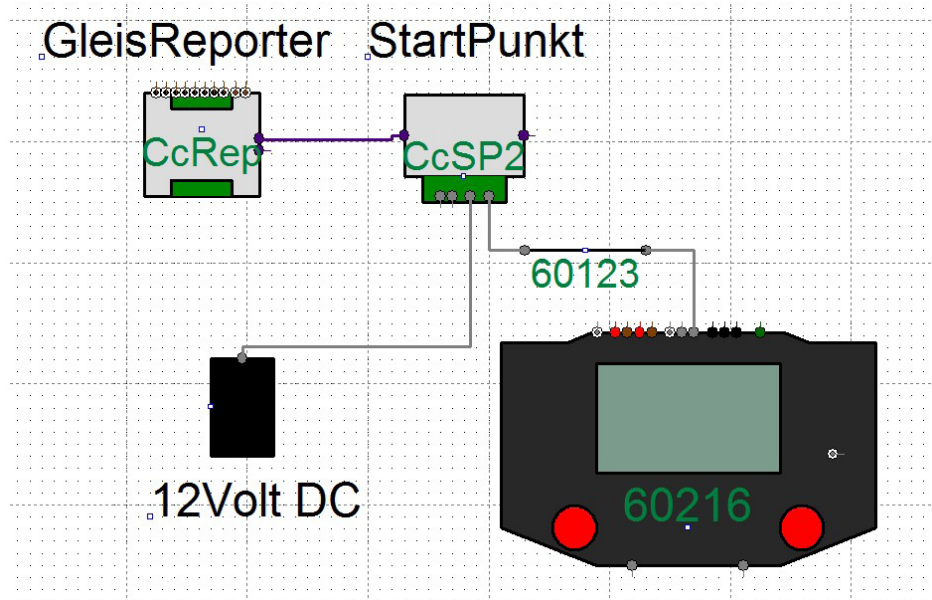 GleisReporter StartPunkt
CcRep
CcSP2
60123
12Volt DC
60216